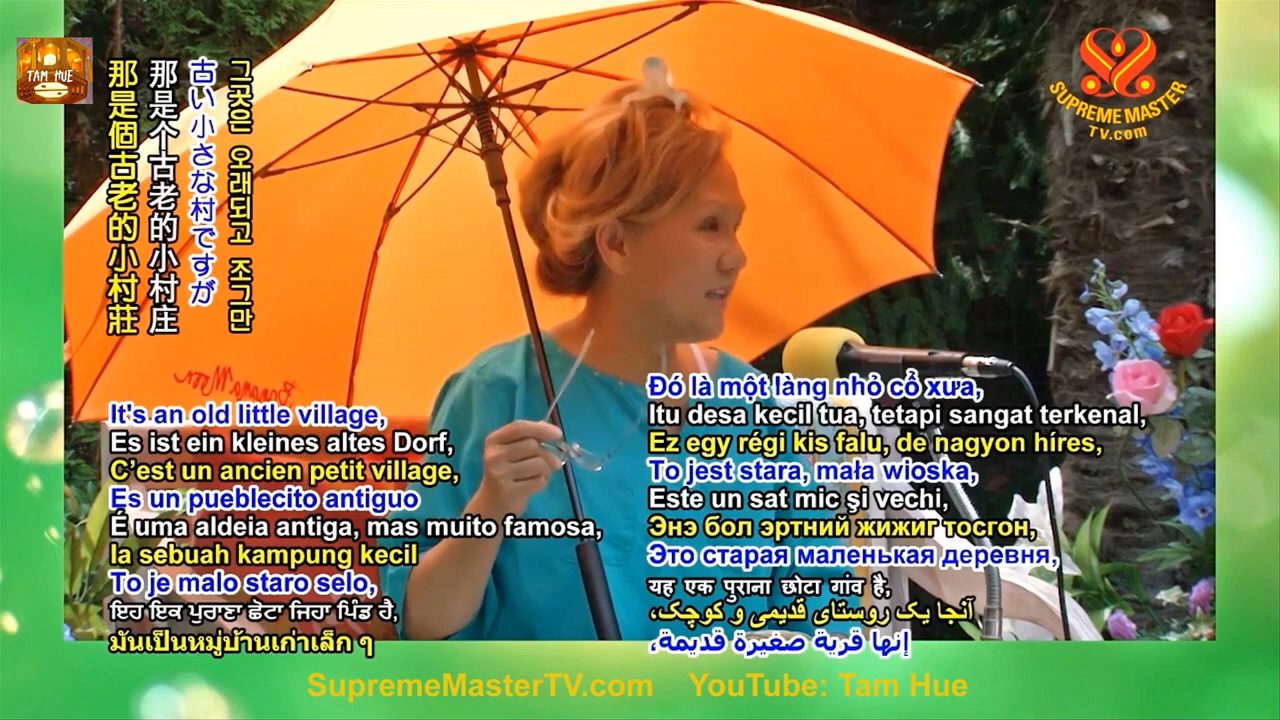 TAM HUE
SUPREME MASTER
TV.com
그곳은 오래되고 조그만
古い小さな村ですが
那是个古老的小村庄
那是個古老的小村莊
It's an old little village,
Es ist ein kleines altes Dorf,
C’est un ancien petit village,
Es un pueblecito antiguo
É uma aldeia antiga, mas muito famosa,
Ia sebuah kampung kecil
To je malo staro selo,
ਇਹ ਇਕ ਪੁਰਾਣਾ ਛੋਟਾ ਜਿਹਾ ਪਿੰਡ ਹੈ,
มันเป็นหมู่บ้านเก่าเล็ก ๆ
Đó là một làng nhỏ cổ xưa,
Itu desa kecil tua, tetapi sangat terkenal,
Ez egy régi kis falu, de nagyon híres,
To jest stara, mała wioska,
Este un sat mic şi vechi,
Энэ бол эртний жижиг тосгон,
Это старая маленькая деревня,
यह एक पुराना छोटा गांव है,
آنجا یک روستای قدیمی و کوچک،
إنها قرية صغيرة قديمة،
SupremeMasterTV.com YouTube: Tam Hue